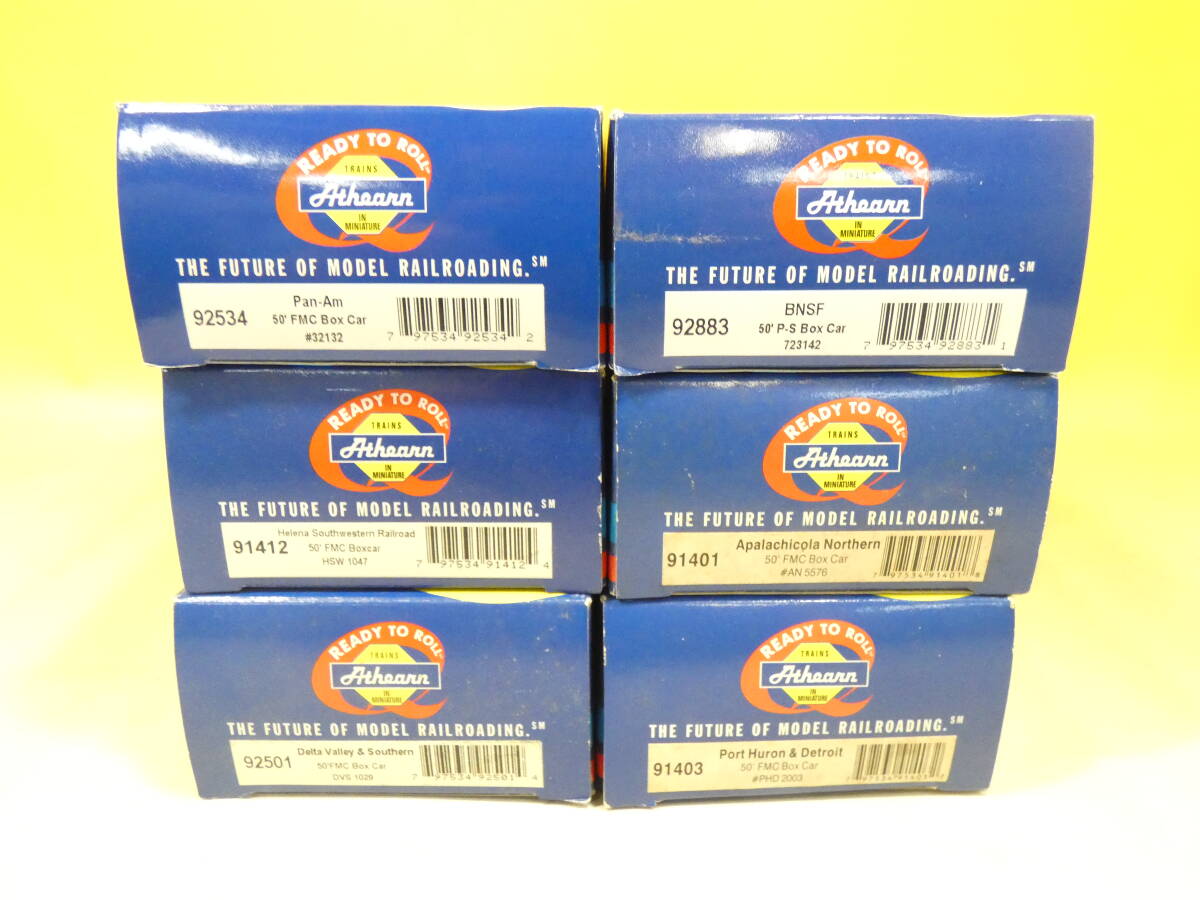 READY TO ROLL
TRAINS
Athearn
IN
MINIATURE
THE FUTURE OF MODEL RAILROADING.SM
92534
Pan-Am
50' FMC Box Car
#32132
7 97534 92534 2
READY TO ROLL
TRAINS
Athearn
IN
MINIATURE
THE FUTURE OF MODEL RAILROADING.SM
92883
BNSF
50' P-S Box Car
723142
7 97534 92883 1
READY TO ROLL
TRAINS
Athearn
IN
MINIATURE
THE FUTURE OF MODEL RAILROADING.SM
91412
Helena Southwestern Railroad
50' FMC Boxcar
HSW 1047
7 97534 91412 4
READY TO ROLL
TRAINS
Athearn
IN
MINIATURE
THE FUTURE OF MODEL RAILROADING.SM
91401
Apalachicola Northern
50' FMC Box Car
#AN 5576
7 97534 91401 8
READY TO ROLL
TRAINS
Athearn
IN
MINIATURE
THE FUTURE OF MODEL RAILROADING.SM
92501
Delta Valley & Southern
50'FMC Box Car
DVS 1029
7 97534 92501 4
READY TO ROLL
TRAINS
Athearn
IN
MINIATURE
THE FUTURE OF MODEL RAILROADING.SM
91403
Port Huron & Detroit
50' FMC Box Car
#PHD 2003